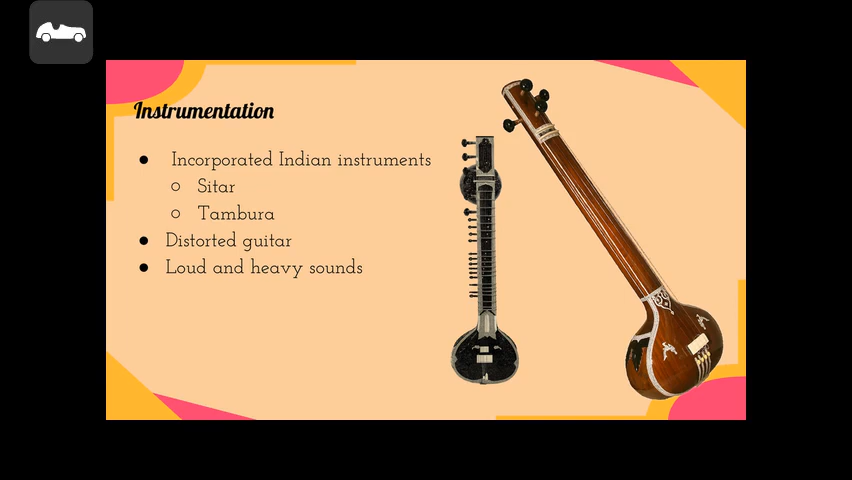 Instrumentation
● Incorporated Indian instruments
○ Sitar
○ Tambura
● Distorted guitar
● Loud and heavy sounds